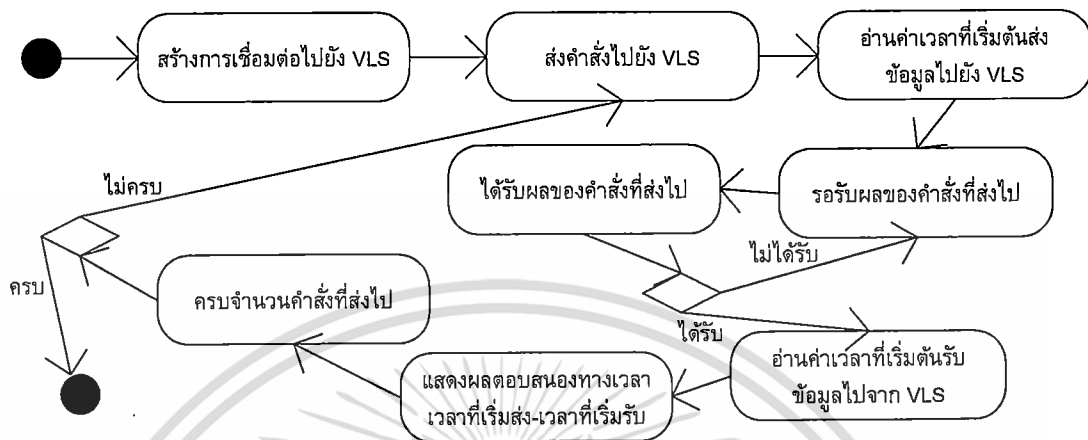 สร้างการเชื่อมต่อไปยัง VLS
ส่งคำสั่งไปยัง VLS
อ่านค่าเวลาที่เริ่มต้นส่ง
ข้อมูลไปยัง VLS
ไม่ครบ
ได้รับผลของคำสั่งที่ส่งไป
รอรับผลของคำสั่งที่ส่งไป
ไม่ได้รับ
ครบ
ครบจำนวนคำสั่งที่ส่งไป
ได้รับ
แสดงผลตอบสนองทางเวลา
เวลาที่เริ่มส่ง-เวลาที่เริ่มรับ
อ่านค่าเวลาที่เริ่มต้นรับ
ข้อมูลไปจาก VLS